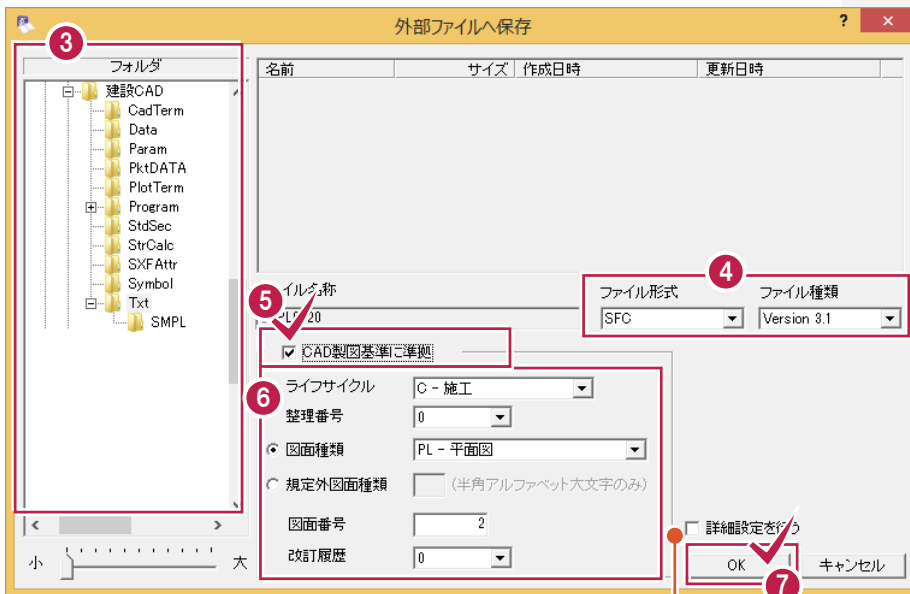 外部ファイルへ保存
? ×
3
フォルダ
建設CAD
CadTerm
Data
Param
PktDATA
PlotTerm
Program
StdSec
StrCalc
SXFAttr
Symbol
Txt
SMPL
小 大
名前 サイズ 作成日時 更新日時
4
イル名称 ファイル形式 ファイル種類
SFC Version 3.1
5
CAD製図基準に準拠
6
ライフサイクル C - 施工
整理番号 0
図面種類 PL - 平面図
規定外図面種類 (半角アルファベット大文字のみ)
図面番号 2
改訂履歴 0
詳細設定を行う
OK キャンセル
7